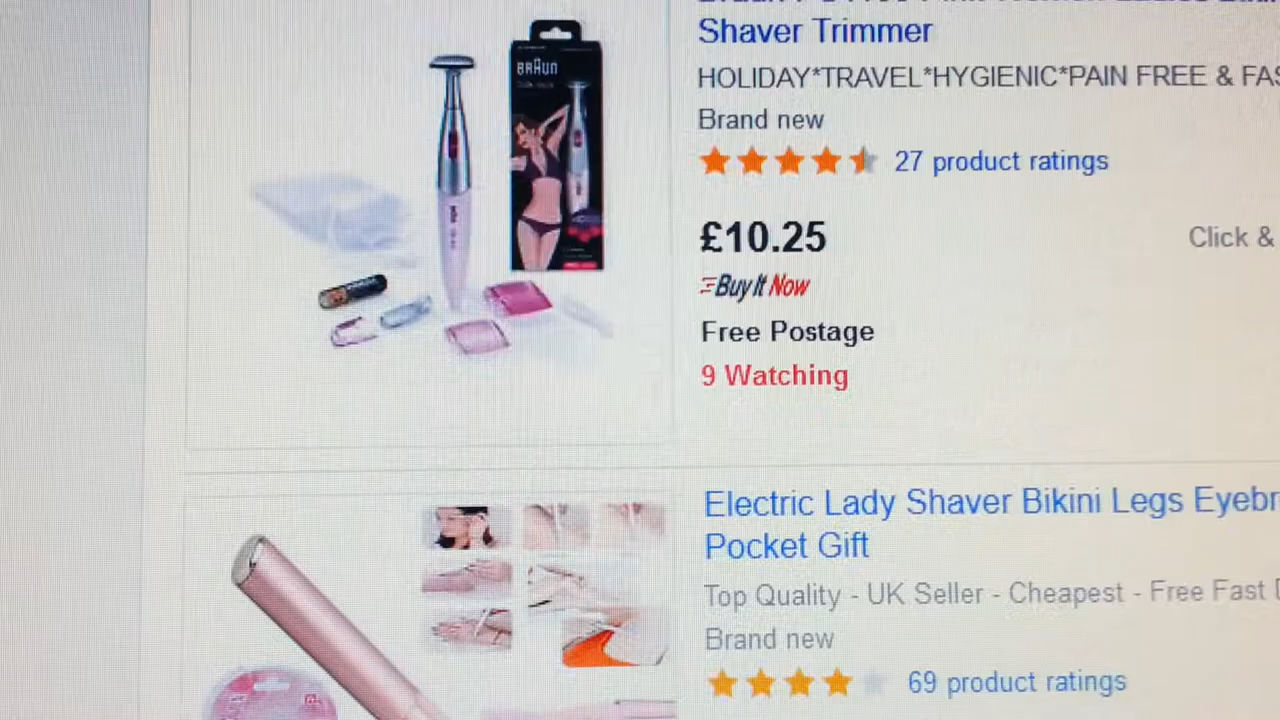 Shaver Trimmer
HOLIDAY*TRAVEL*HYGIENIC*PAIN FREE & FAS
Brand new
27 product ratings
£10.25
Click &
Buy It Now
Free Postage
9 Watching
BRAUN
Electric Lady Shaver Bikini Legs Eyebr
Pocket Gift
Top Quality - UK Seller - Cheapest - Free Fast
Brand new
69 product ratings